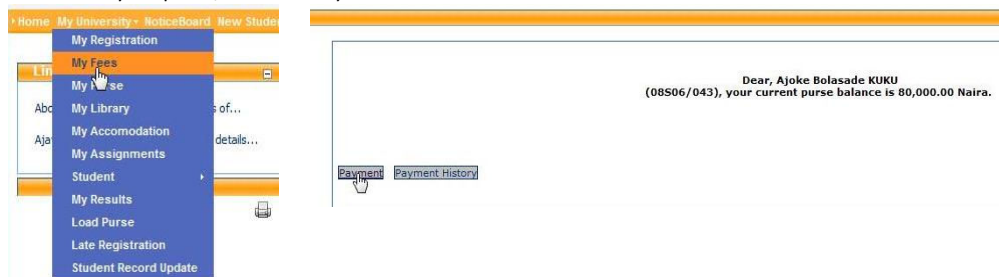 Home My University NoticeBoard New Stude
My Registration
My Fees
My
My Library
My Accomodation
My Assignments
Student
My Results
Load Purse
Late Registration
Student Record Update
Lin
Abo
s of...
Aja
details...
Dear, Ajoke Bolasade KUKU
(08S06/043), your current purse balance is 80,000.00 Naira.
Payment Payment History